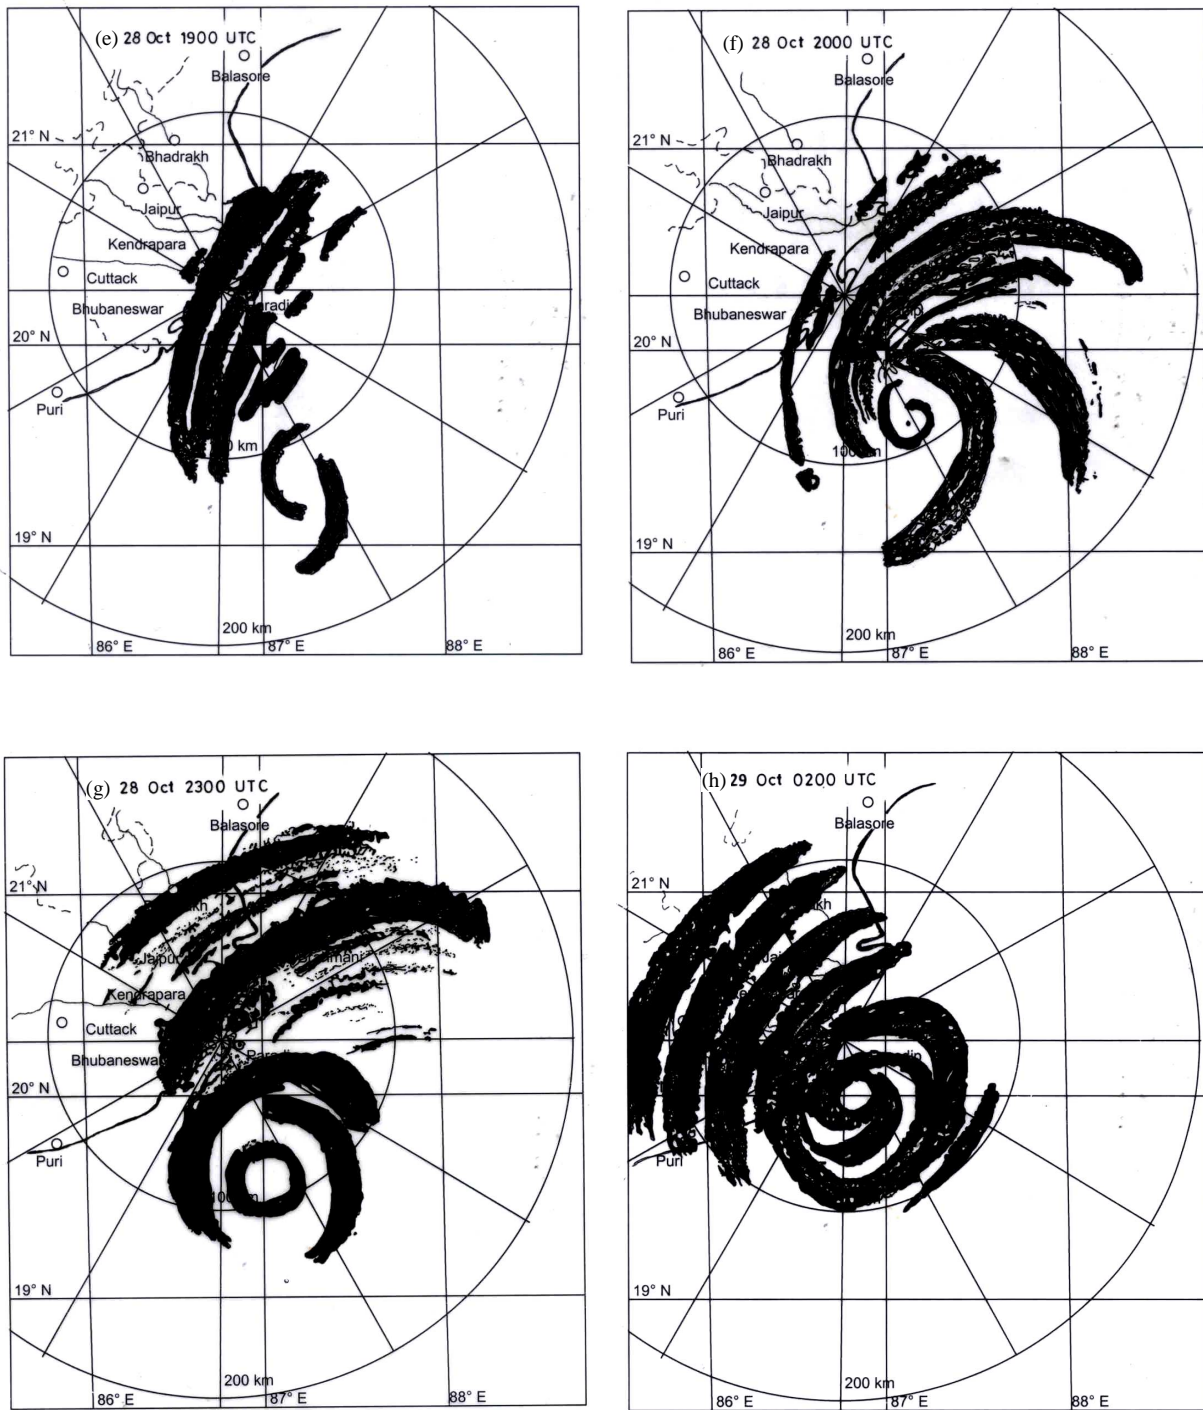 (e) 28 Oct 1900 UTC
Balasore
21° N
Bhadrakh
Jaipur
Kendrapara
Cuttack
Bhubaneswar
20° N
Puri
19° N
200 km
86° E
87° E
88° E
(f) 28 Oct 2000 UTC
Balasore
21° N
Bhadrakh
Jaipur
Kendrapara
Cuttack
Bhubaneswar
20° N
Puri
19° N
200 km
86° E
87° E
88° E
(g) 28 Oct 2300 UTC
Balasore
21° N
Jaipur
Kendrapara
Cuttack
20° N
Puri
19° N
200 km
86° E
87° E
88° E
(h) 29 Oct 0200 UTC
Balasore
21° N
20° N
Puri
19° N
200 km
86° E
87° E
88° E